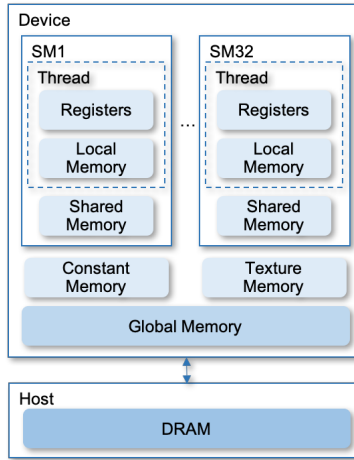 Device
SM1
Thread
Registers
Local
Memory
Shared
Memory
...
SM32
Thread
Registers
Local
Memory
Shared
Memory
Constant
Memory
Texture
Memory
Global Memory
Host
DRAM